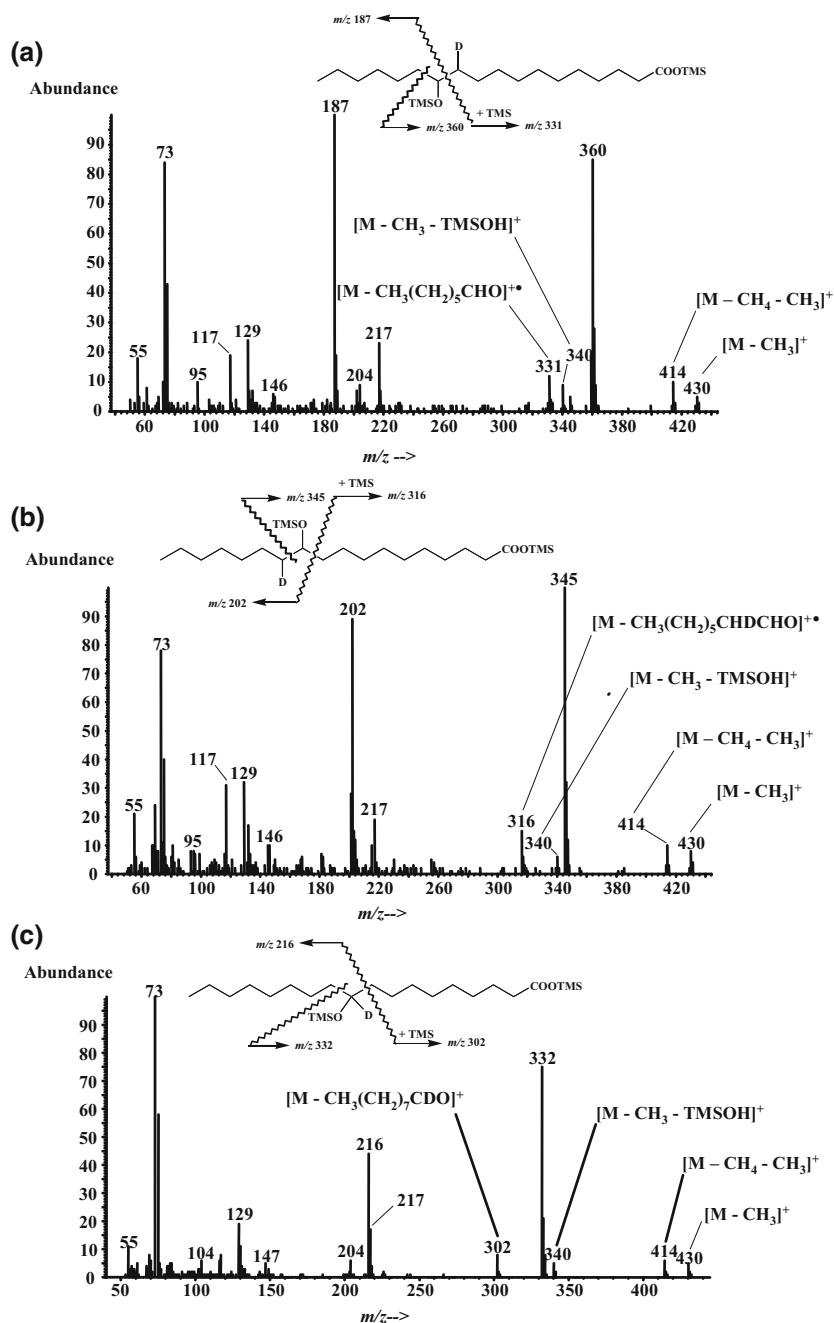 (a)
m/z 187
D
COOTMS
TMSO
+ TMS
m/z 360
m/z 331
Abundance
187
73
360
90
80
70
60
50
40
30
20
10
0
[M - CH3 - TMSOH]+
[M - CH3(CH2)5CHO]+•
[M – CH4 - CH3]+
[M - CH3]+
55
95
117
129
146
204
217
331
340
414
430
60 100 140 180 220 260 300 340 380 420
m/z -->
(b)
+ TMS
m/z 345
m/z 316
TMSO
COOTMS
D
m/z 202
Abundance
345
202
73
90
80
70
60
50
40
30
20
10
0
[M - CH3(CH2)5CHDCHO]+•
[M - CH3 - TMSOH]+
[M – CH4 - CH3]+
[M - CH3]+
55
95
117
129
146
217
316
340
414
430
60 100 140 180 220 260 300 340 380 420
m/z-->
(c)
m/z 216
COOTMS
TMSO
D
+ TMS
m/z 332
m/z 302
Abundance
73
332
90
80
70
60
50
40
30
20
10
0
[M - CH3(CH2)7CDO]+
[M - CH3 - TMSOH]+
[M – CH4 - CH3]+
[M - CH3]+
216
217
129
55
104
147
204
302
340
414
430
50 100 150 200 250 300 350 400
m/z-->